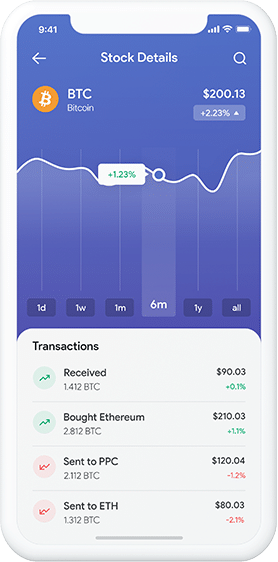 9:41
Stock Details
BTC $200.13
Bitcoin +2.23%
+1.23%
1d 1w 1m 6m 1y all
Transactions
Received $90.03
1.412 BTC +0.1%
Bought Ethereum $210.03
2.812 BTC +1.1%
Sent to PPC $120.04
2.112 BTC -1.2%
Sent to ETH $80.03
1.312 BTC -2.1%